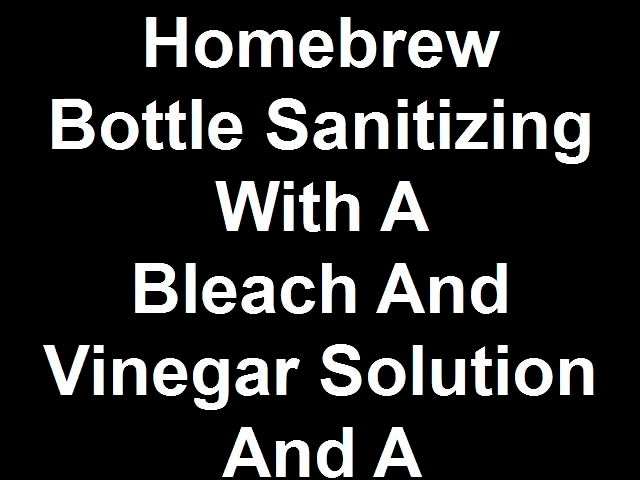 Homebrew
Bottle Sanitizing
With A
Bleach And
Vinegar Solution
And A